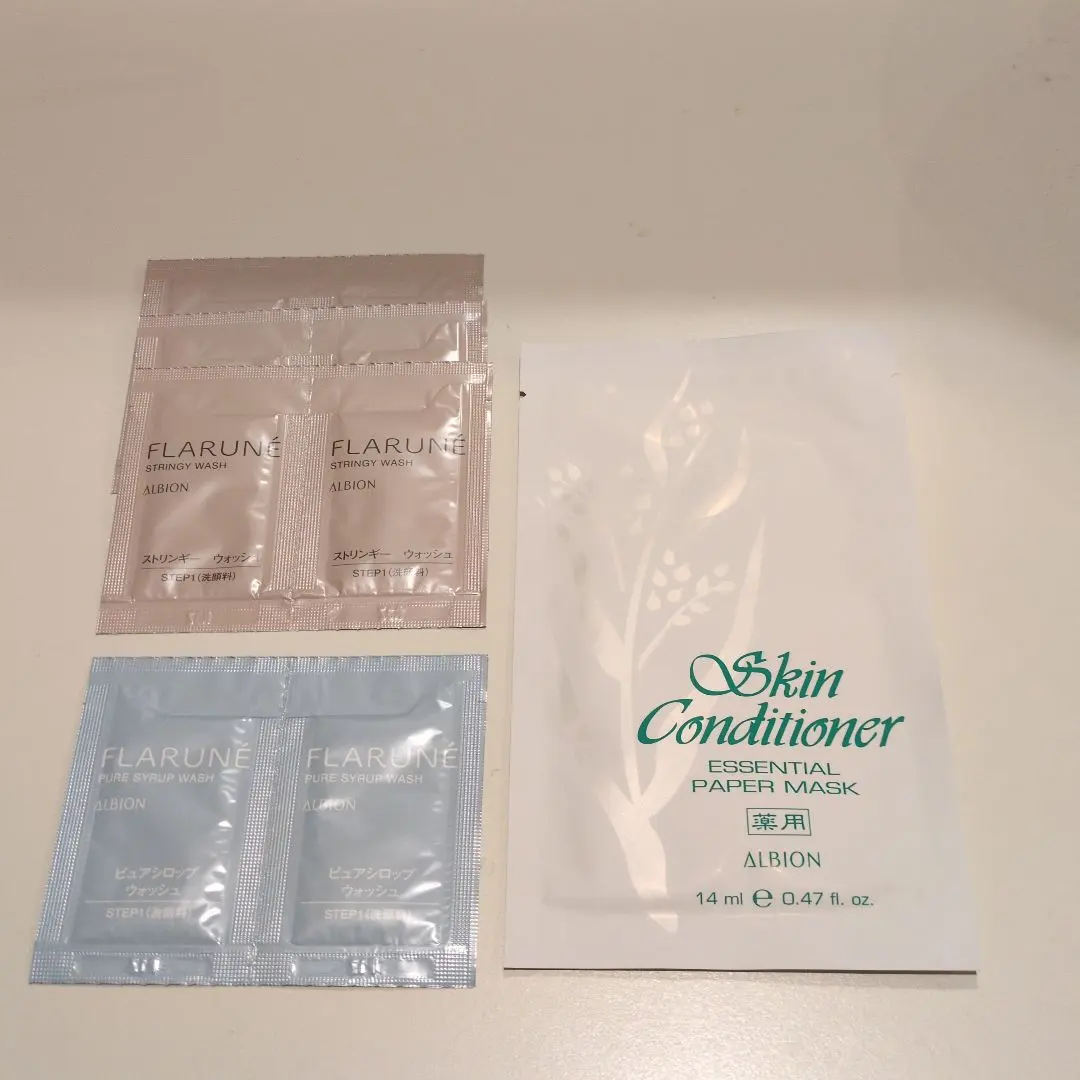 FLARUNÉ
STRINGY WASH
ALBION
ストリンギー ウォッシュ
STEP1(洗顔料)
FLARUNÉ
STRINGY WASH
ALBION
ストリンギー ウォッシュ
STEP1(洗顔料)
FLARUNÉ
PURE SYRUP WASH
ALBION
ピュアシロップ
ウォッシュ
STEP1(洗顔料)
FLARUNÉ
PURE SYRUP WASH
ALBION
ピュアシロップ
ウォッシュ
STEP1(洗顔料)
Skin
Conditioner
ESSENTIAL
PAPER MASK
薬用
ALBION
14 ml ℮ 0.47 fl. oz.